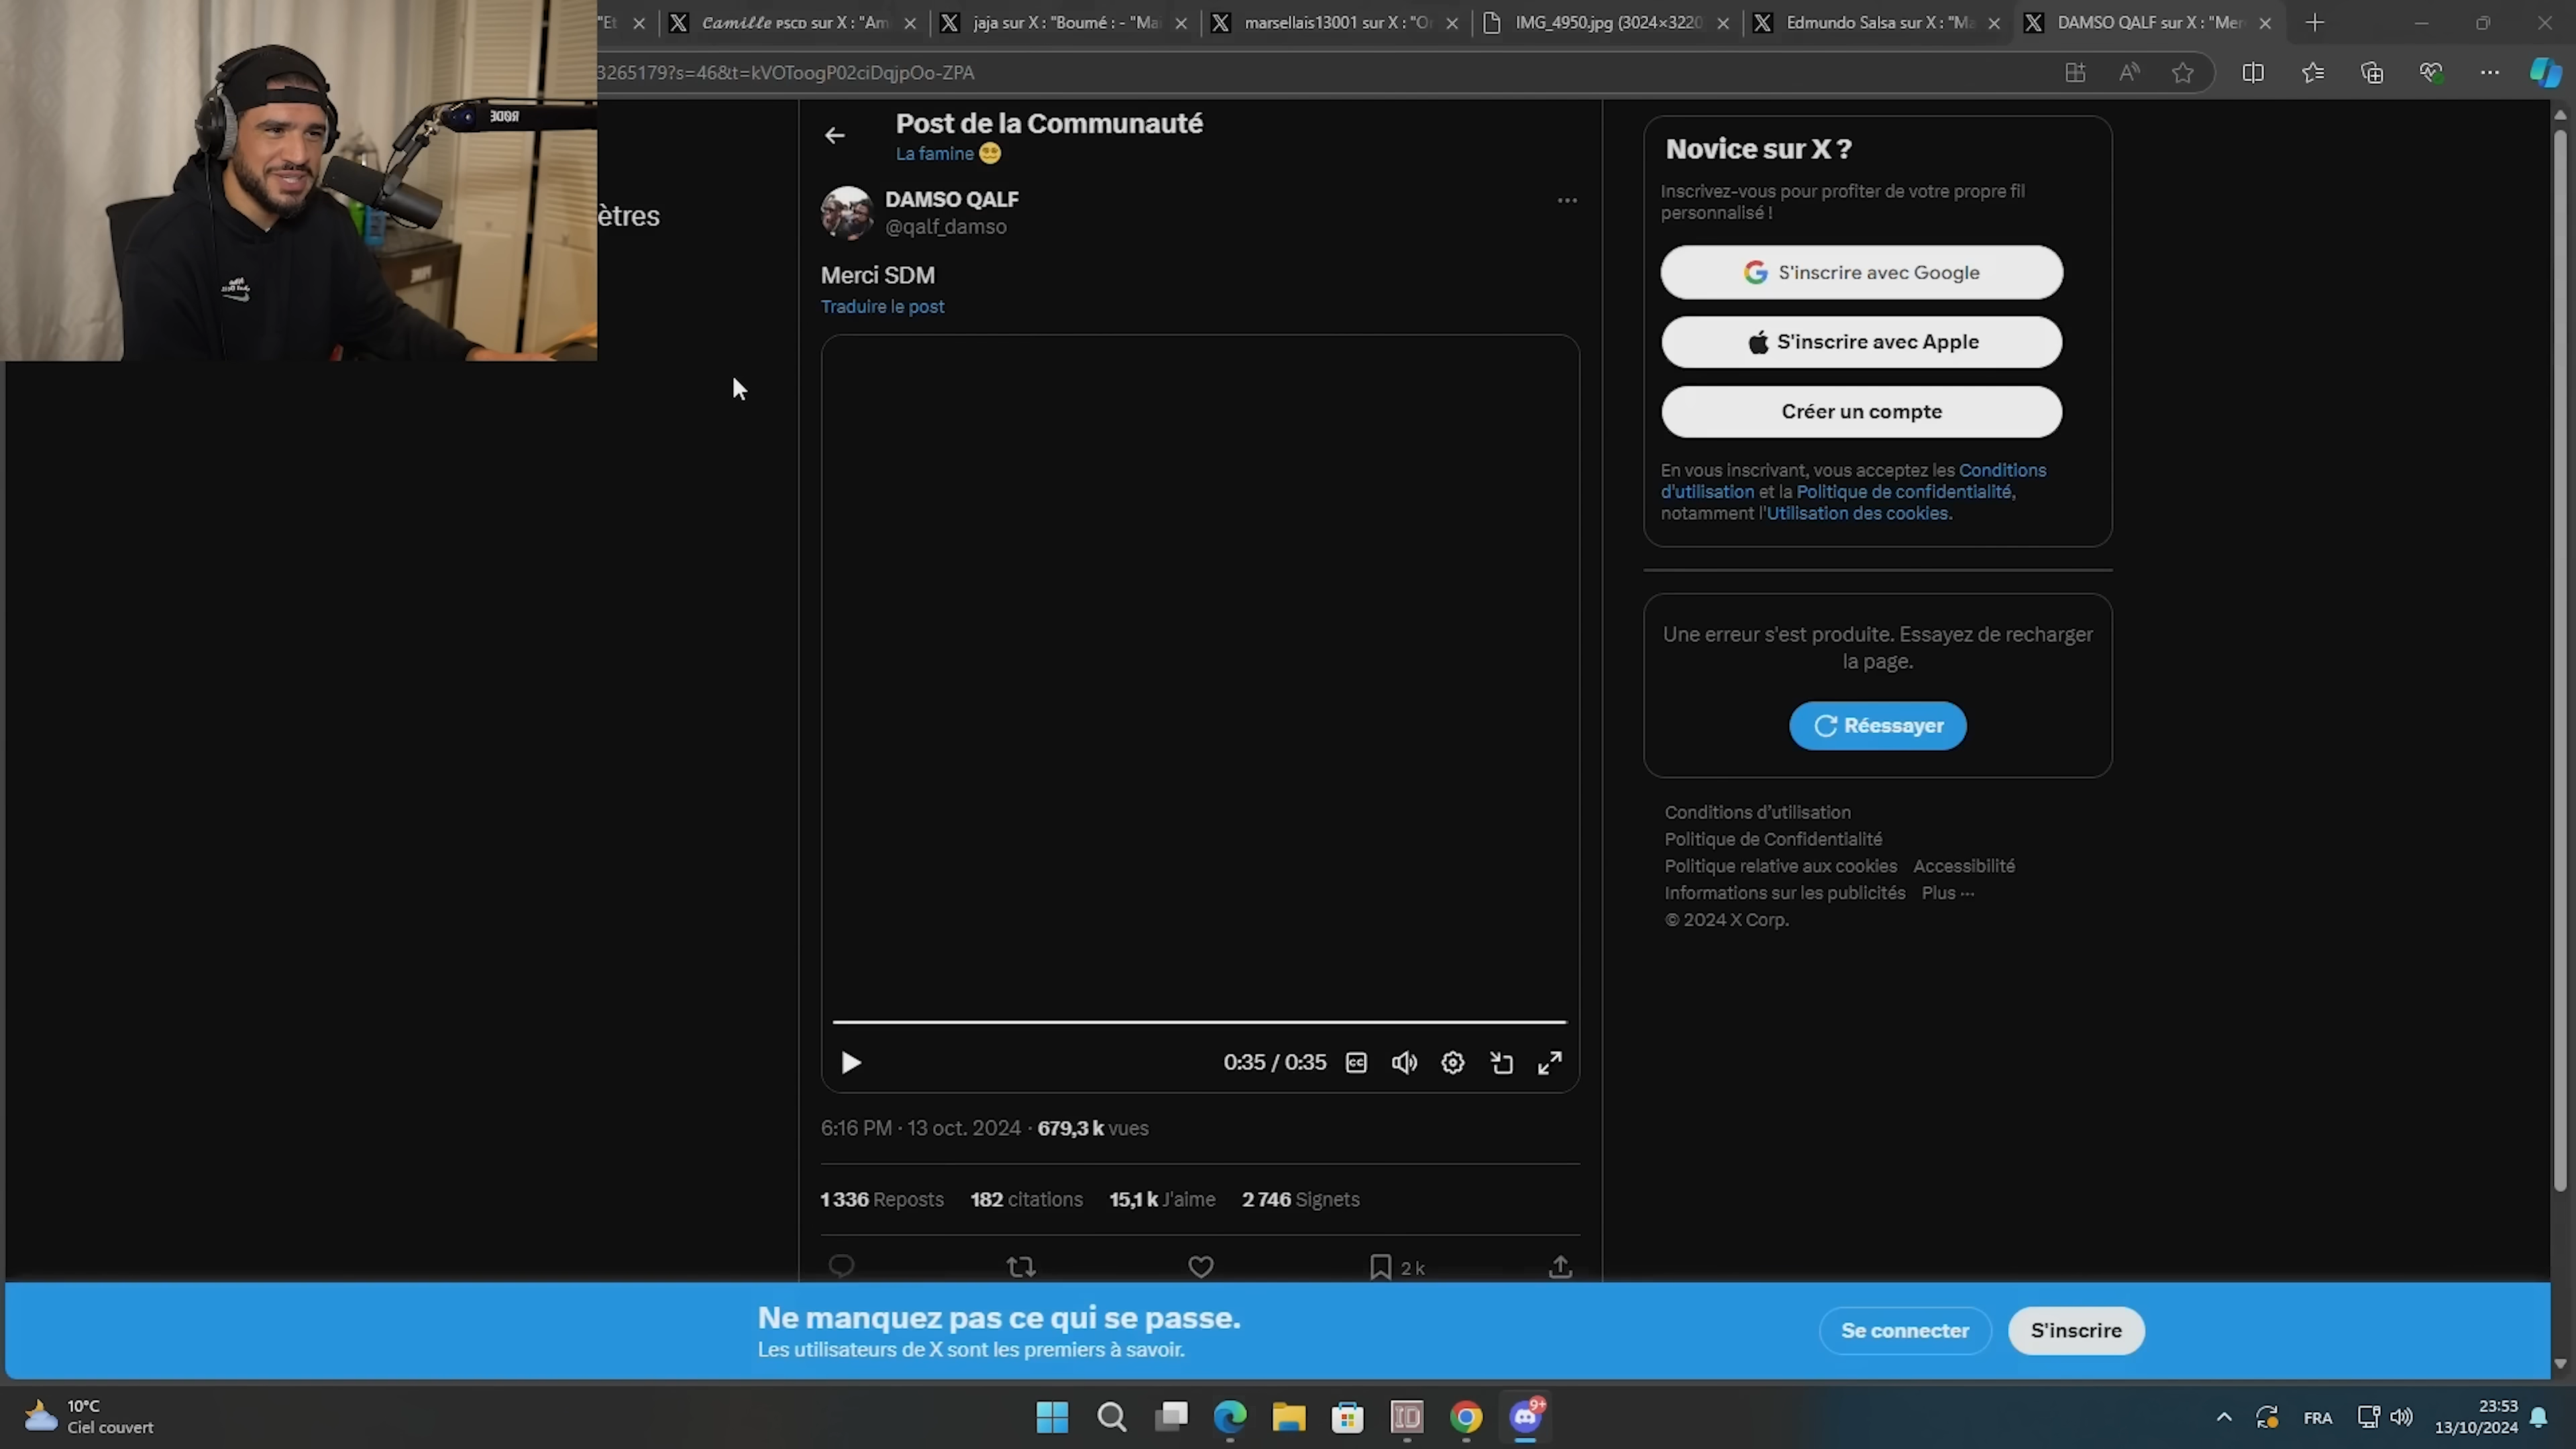 "Et
𝓒𝓪𝓶𝓲𝓵𝓵𝓮 ᴘsᴄᴅ sur X : "Am
jaja sur X : "Boumé : - "Ma
marsellais13001 sur X : "O
IMG_4950.jpg (3024×3220
Edmundo Salsa sur X : "Ma
DAMSO QALF sur X : "Mer
3265179?s=46&t=kVOToogP02ciDqjpOo-ZPA
RØDE
ètres
Post de la Communauté
La famine 😵‍💫
DAMSO QALF
@qalf_damso
Merci SDM
Traduire le post
0:35 / 0:35
CC
6:16 PM · 13 oct. 2024 · 679,3 k vues
1 336 Reposts 182 citations 15,1 k J'aime 2 746 Signets
2 k
Novice sur X ?
Inscrivez-vous pour profiter de votre propre fil
personnalisé !
S'inscrire avec Google
S'inscrire avec Apple
Créer un compte
En vous inscrivant, vous acceptez les Conditions
d'utilisation et la Politique de confidentialité,
notamment l'Utilisation des cookies.
Une erreur s'est produite. Essayez de recharger
la page.
Réessayer
Conditions d'utilisation
Politique de Confidentialité
Politique relative aux cookies Accessibilité
Informations sur les publicités Plus ···
© 2024 X Corp.
Ne manquez pas ce qui se passe.
Les utilisateurs de X sont les premiers à savoir.
Se connecter
S'inscrire
10°C
Ciel couvert
ID
9+
FRA
23:53
13/10/2024